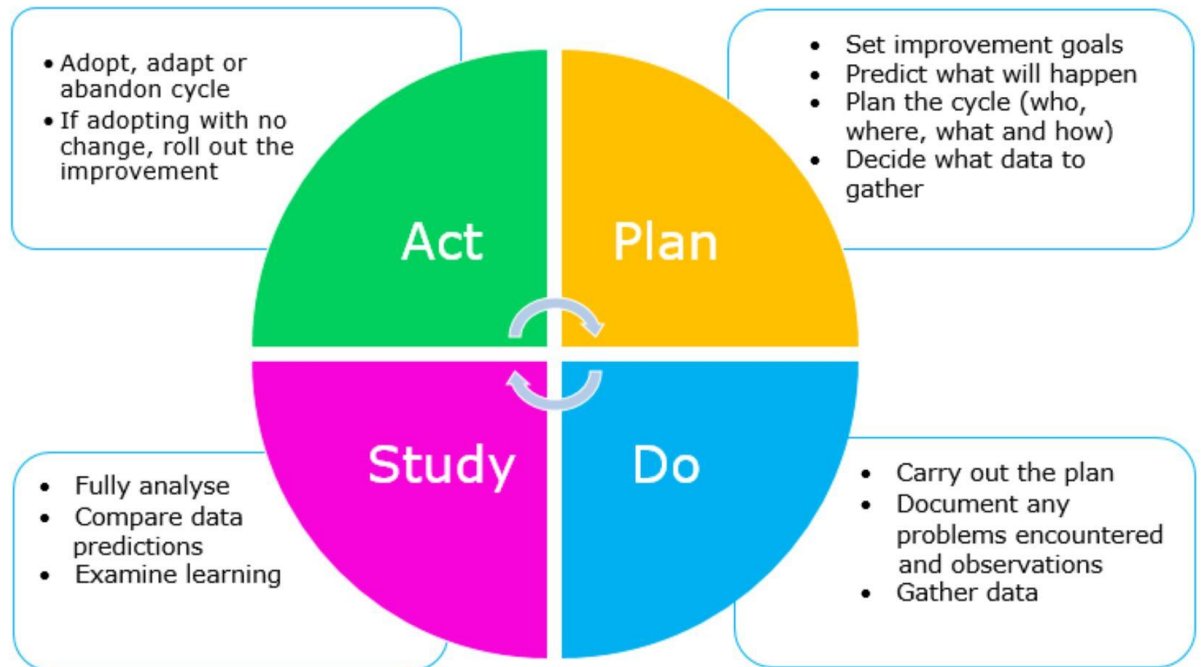 • Adopt, adapt or
abandon cycle
• If adopting with no
change, roll out the
improvement
• Set improvement goals
• Predict what will happen
• Plan the cycle (who,
where, what and how)
• Decide what data to
gather
Act
Plan
Study
Do
• Fully analyse
• Compare data
predictions
• Examine learning
• Carry out the plan
• Document any
problems encountered
and observations
• Gather data